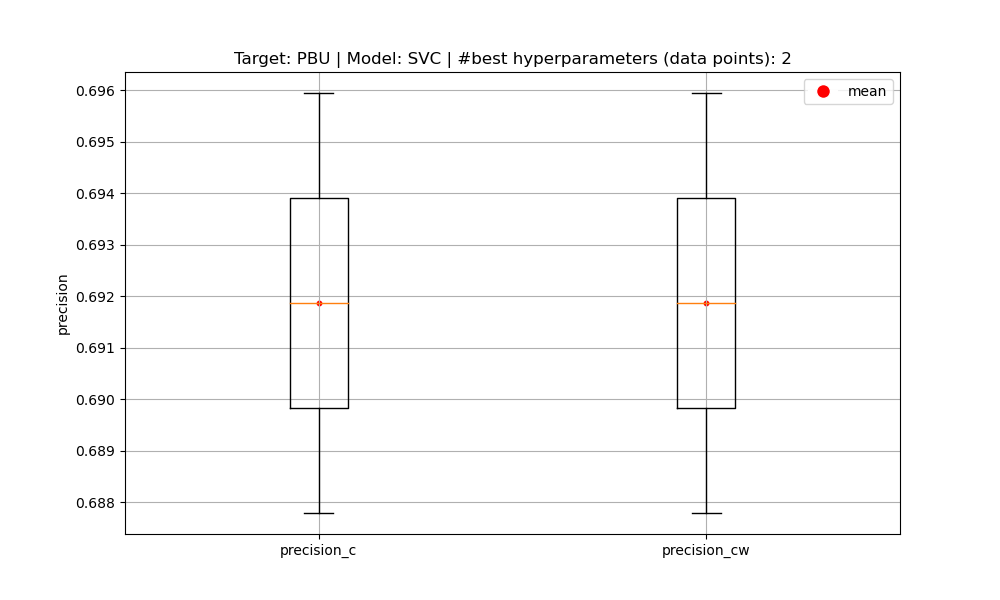 Target: PBU | Model: SVC | #best hyperparameters (data points): 2
mean
0.696
0.695
0.694
0.693
0.692
0.691
0.690
0.689
0.688
precision
precision_c
precision_cw